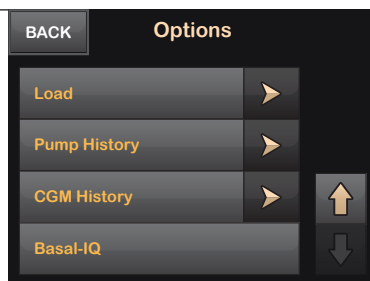 BACK
Options
Load
Pump History
CGM History
Basal-IQ